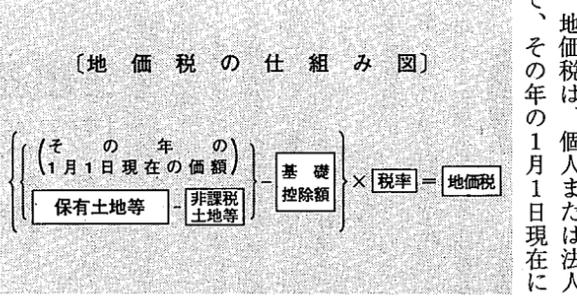 地価税は、個人または法人
て、その年の1月1日現在に
〔地価税の仕組み図〕
{{(その年の
1月1日現在の価額)
保有土地等 - 非課税
土地等} - 基礎
控除額} × 税率 = 地価税